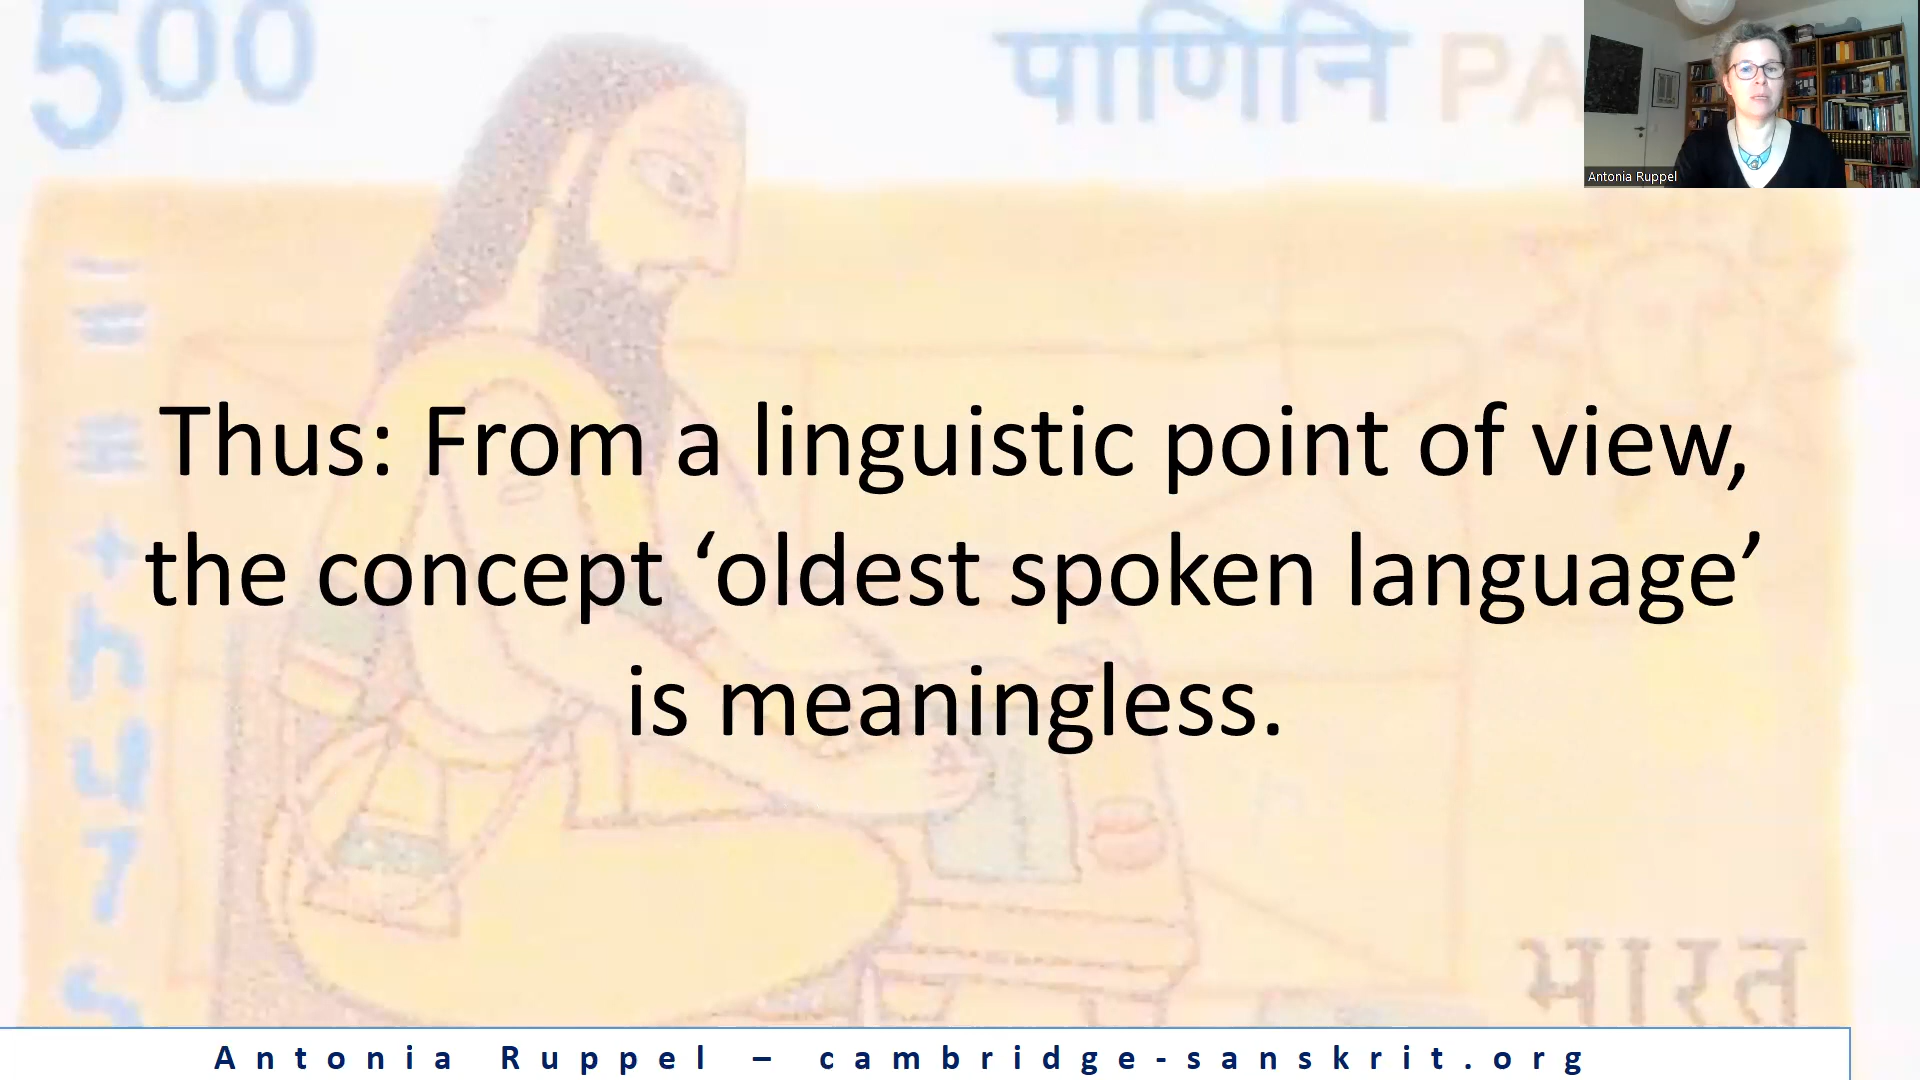 500
पाणिनि PA
Antonia Ruppel
Thus: From a linguistic point of view,
the concept ‘oldest spoken language’
is meaningless.
भारत
Antonia Ruppel – cambridge-sanskrit.org